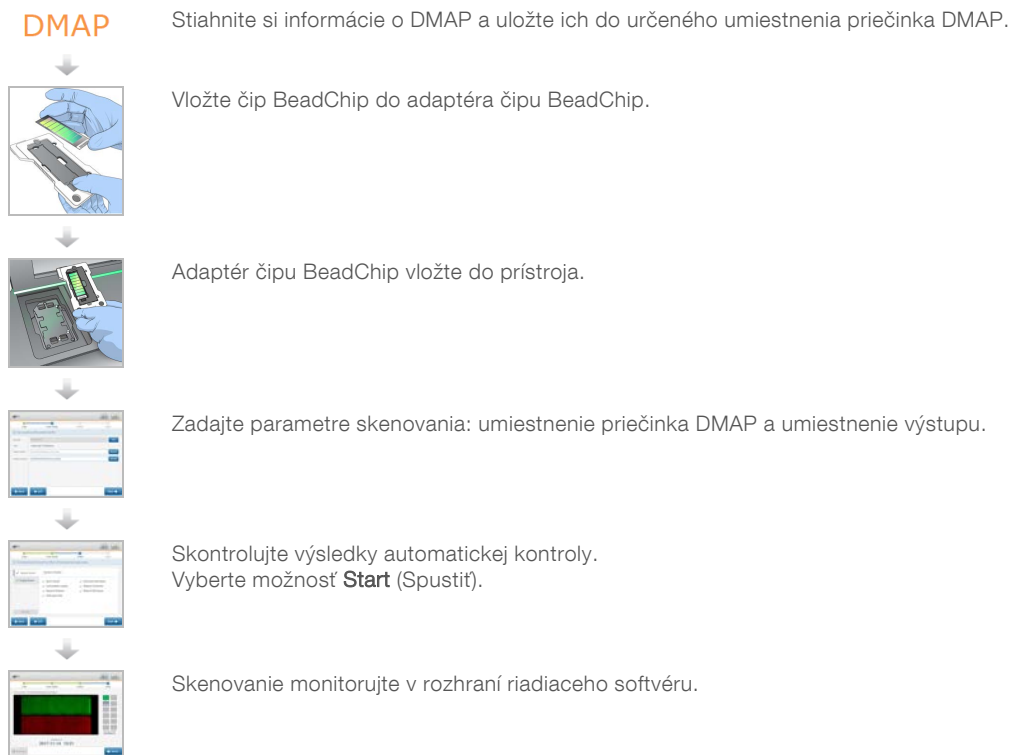 DMAP
Stiahnite si informácie o DMAP a uložte ich do určeného umiestnenia priečinka DMAP.
Vložte čip BeadChip do adaptéra čipu BeadChip.
Adaptér čipu BeadChip vložte do prístroja.
Zadajte parametre skenovania: umiestnenie priečinka DMAP a umiestnenie výstupu.
Skontrolujte výsledky automatickej kontroly.
Vyberte možnosť Start (Spustiť).
Skenovanie monitorujte v rozhraní riadiaceho softvéru.